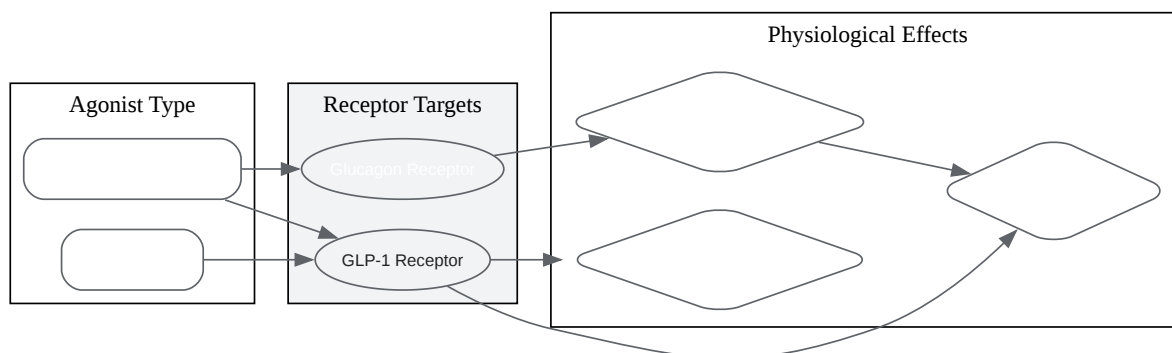 Physiological Effects
Agonist Type
Receptor Targets
Glucagon Receptor
GLP-1 Receptor